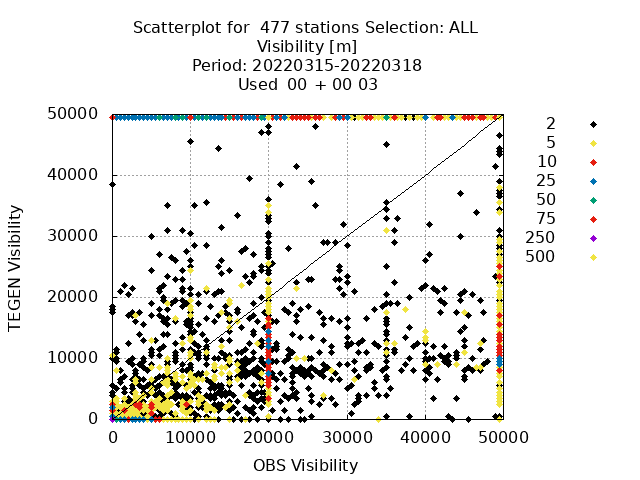 Scatterplot for  477 stations Selection: ALL
Visibility [m]
Period: 20220315-20220318
Used  00 + 00 03
50000
40000
30000
20000
10000
0
TEGEN Visibility
0 10000 20000 30000 40000 50000
OBS Visibility
2
5
10
25
50
75
250
500